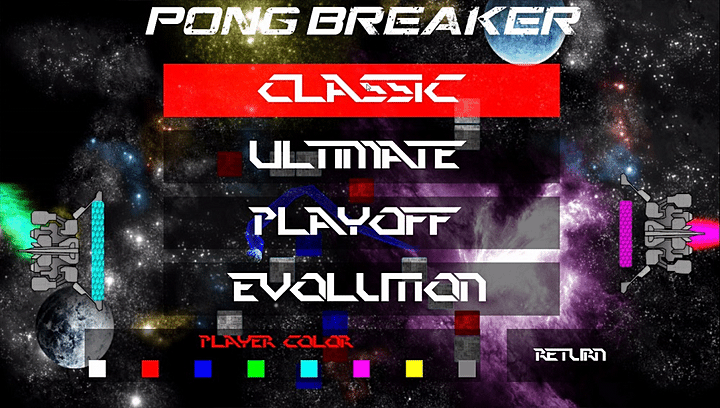 PONG BREAKER
CLASSIC
ULTIMATE
PLAYOFF
EVOLUTION
PLAYER COLOR
RETURN